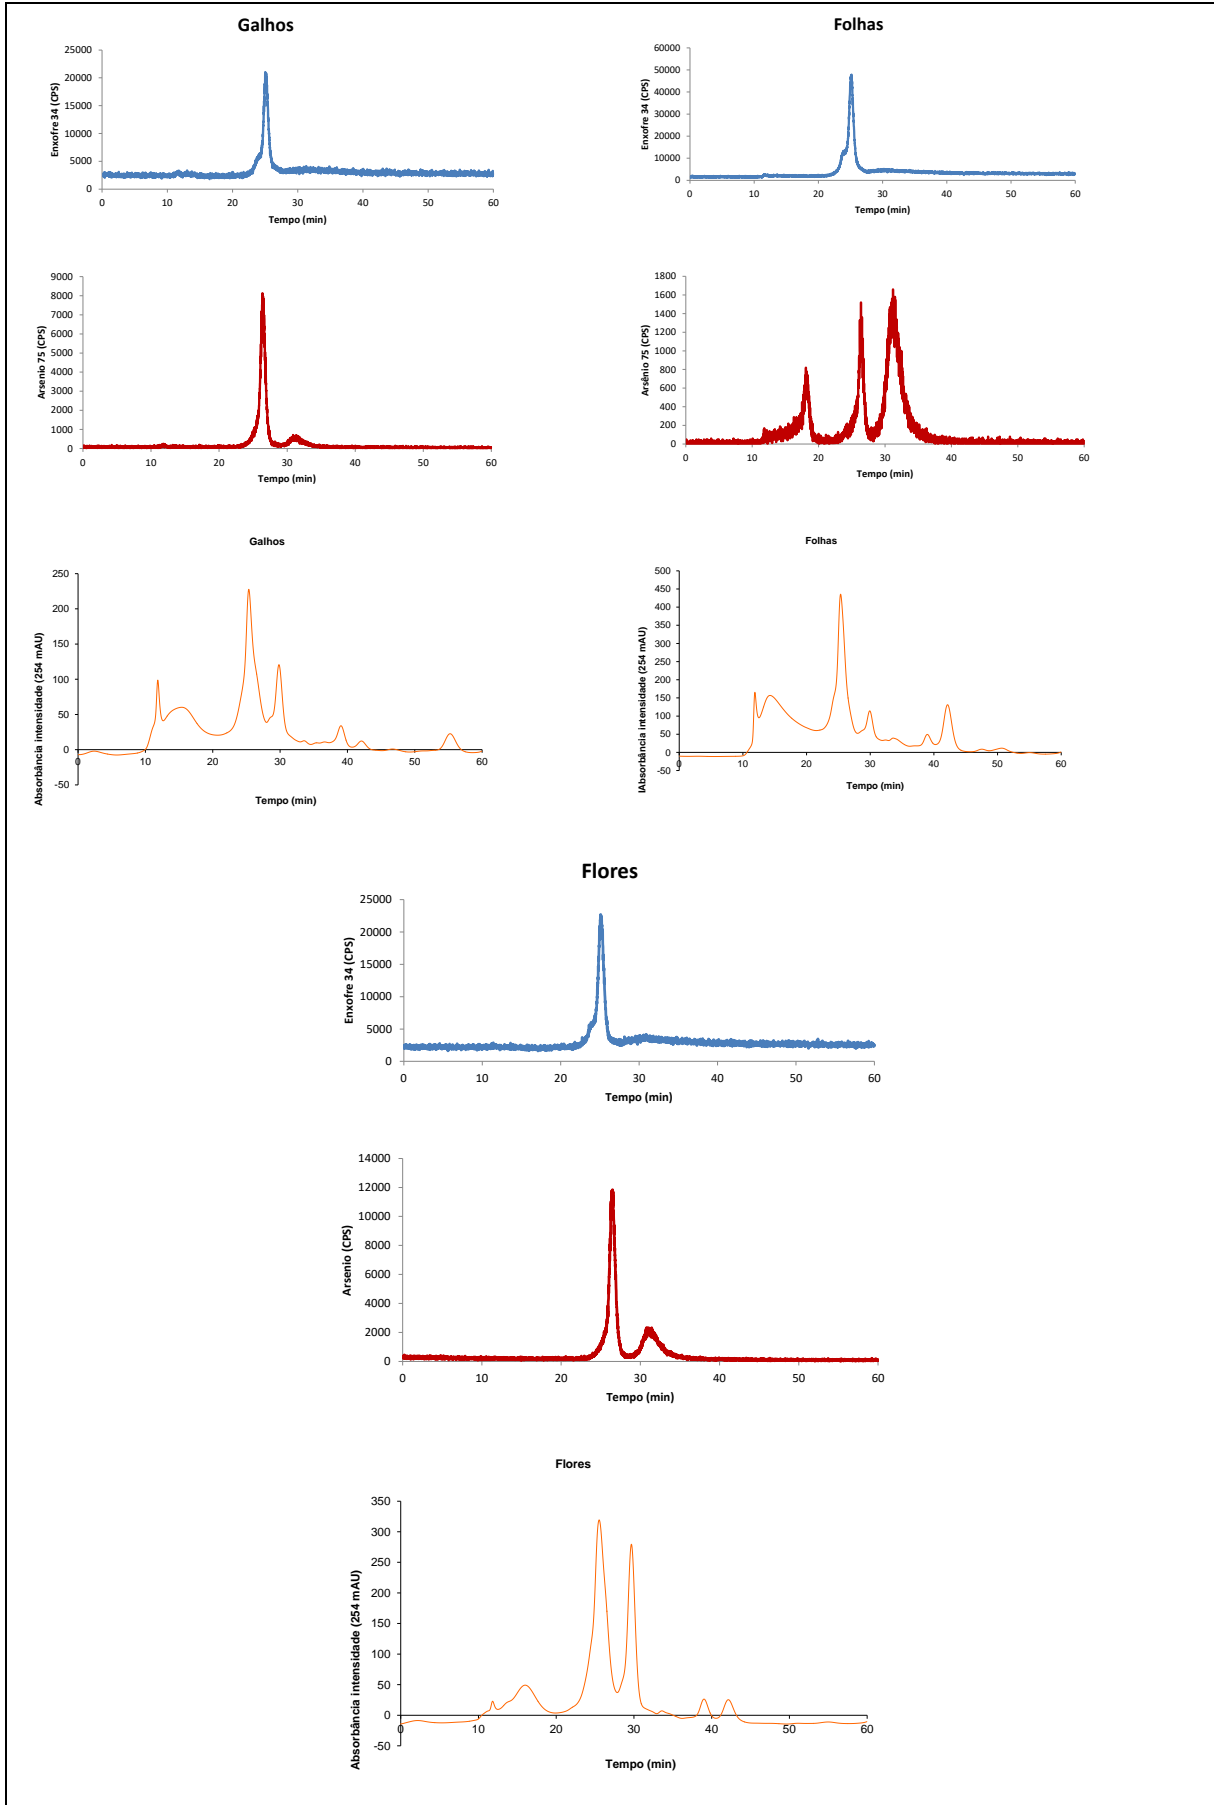 Galhos
Enxofre 34 (CPS)
25000
20000
15000
10000
5000
0
0 10 20 30 40 50 60
Tempo (min)
Folhas
Enxofre 34 (CPS)
60000
50000
40000
30000
20000
10000
0
0 10 20 30 40 50 60
Tempo (min)
Arsenio 75 (CPS)
9000
8000
7000
6000
5000
4000
3000
2000
1000
0
0 10 20 30 40 50 60
Tempo (min)
Arsênio 75 (CPS)
1800
1600
1400
1200
1000
800
600
400
200
0
0 10 20 30 40 50 60
Tempo (min)
Galhos
Absorbância intensidade (254 mAU)
250
200
150
100
50
0
-50
0 10 20 30 40 50 60
Tempo (min)
Folhas
IAbsorbância intensidade (254 mAU)
500
450
400
350
300
250
200
150
100
50
0
-50
0 10 20 30 40 50 60
Tempo (min)
Flores
Enxofre 34 (CPS)
25000
20000
15000
10000
5000
0
0 10 20 30 40 50 60
Tempo (min)
Arsenio (CPS)
14000
12000
10000
8000
6000
4000
2000
0
0 10 20 30 40 50 60
Tempo (min)
Flores
Absorbância intensidade (254 mAU)
350
300
250
200
150
100
50
0
-50
0 10 20 30 40 50 60
Tempo (min)